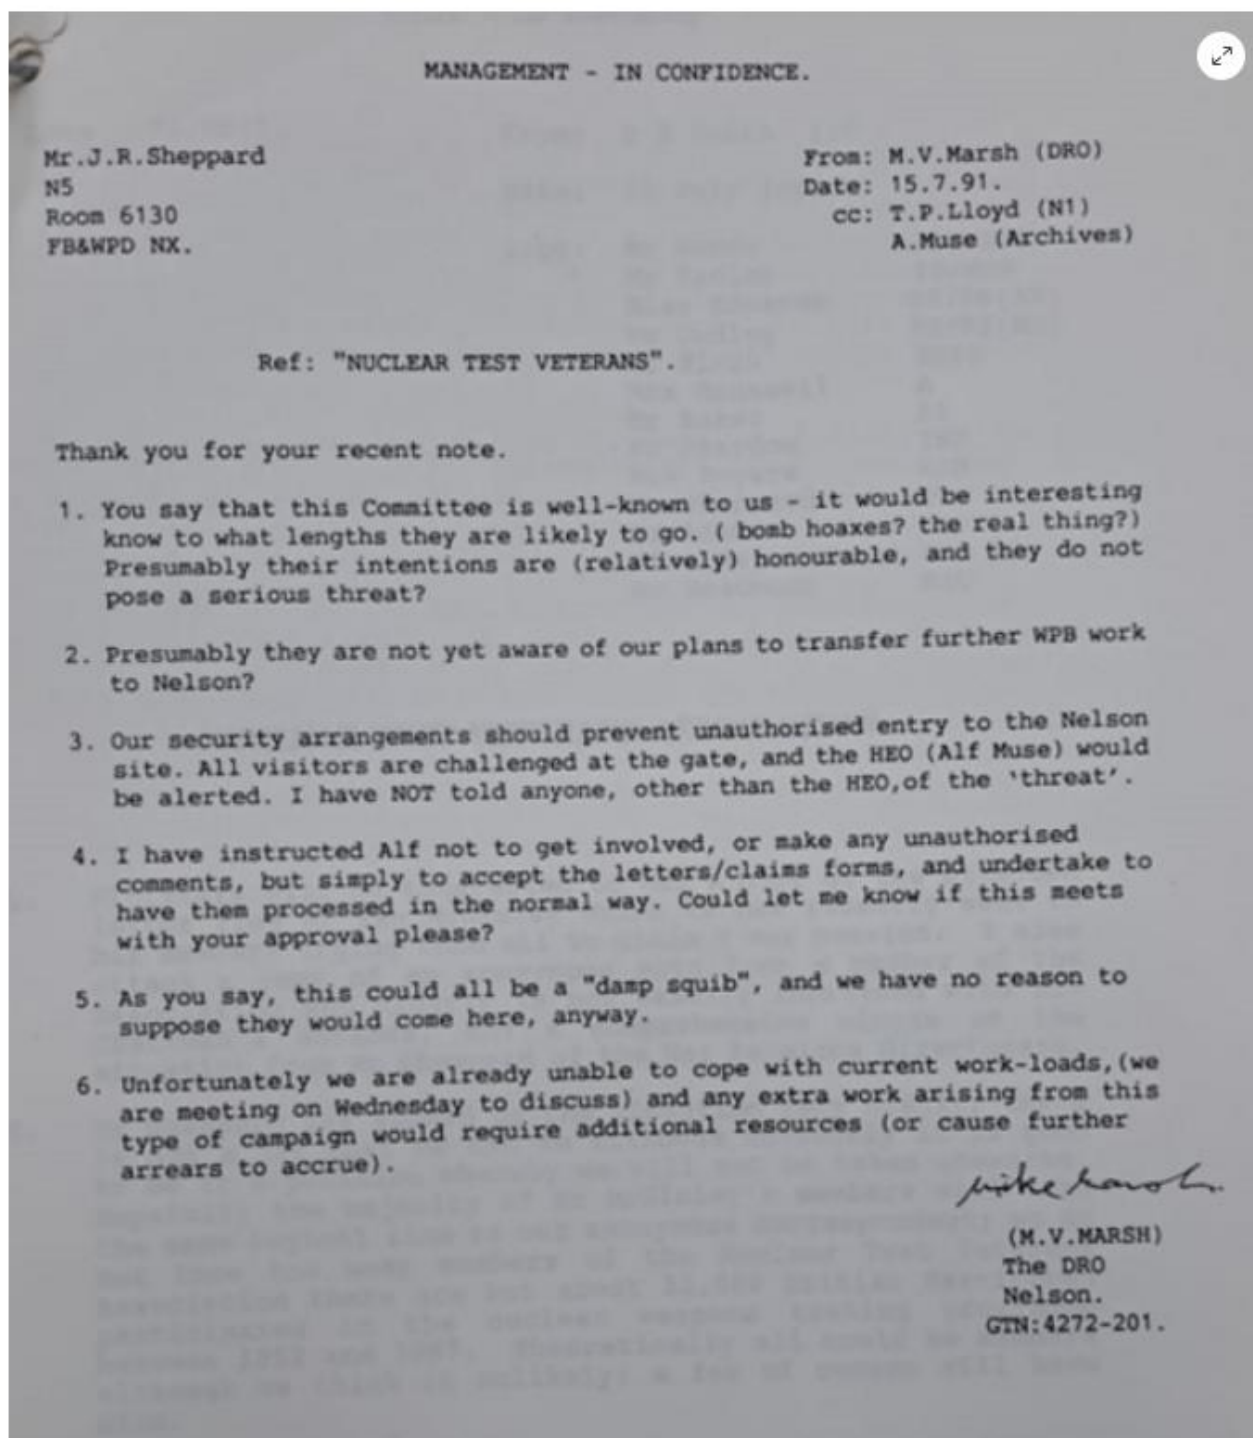 MANAGEMENT - IN CONFIDENCE.
Mr.J.R.Sheppard
N5
Room 6130
FB&WPD NX.
From: M.V.Marsh (DRO)
Date: 15.7.91.
cc: T.P.Lloyd (N1)
A.Muse (Archives)
Ref: "NUCLEAR TEST VETERANS".
Thank you for your recent note.
1. You say that this Committee is well-known to us - it would be interesting
know to what lengths they are likely to go. ( bomb hoaxes? the real thing?)
Presumably their intentions are (relatively) honourable, and they do not
pose a serious threat?
2. Presumably they are not yet aware of our plans to transfer further WPB work
to Nelson?
3. Our security arrangements should prevent unauthorised entry to the Nelson
site. All visitors are challenged at the gate, and the HEO (Alf Muse) would
be alerted. I have NOT told anyone, other than the HEO,of the 'threat'.
4. I have instructed Alf not to get involved, or make any unauthorised
comments, but simply to accept the letters/claims forms, and undertake to
have them processed in the normal way. Could let me know if this meets
with your approval please?
5. As you say, this could all be a "damp squib", and we have no reason to
suppose they would come here, anyway.
6. Unfortunately we are already unable to cope with current work-loads,(we
are meeting on Wednesday to discuss) and any extra work arising from this
type of campaign would require additional resources (or cause further
arrears to accrue).
Mike Marsh.
(M.V.MARSH)
The DRO
Nelson.
GTN:4272-201.